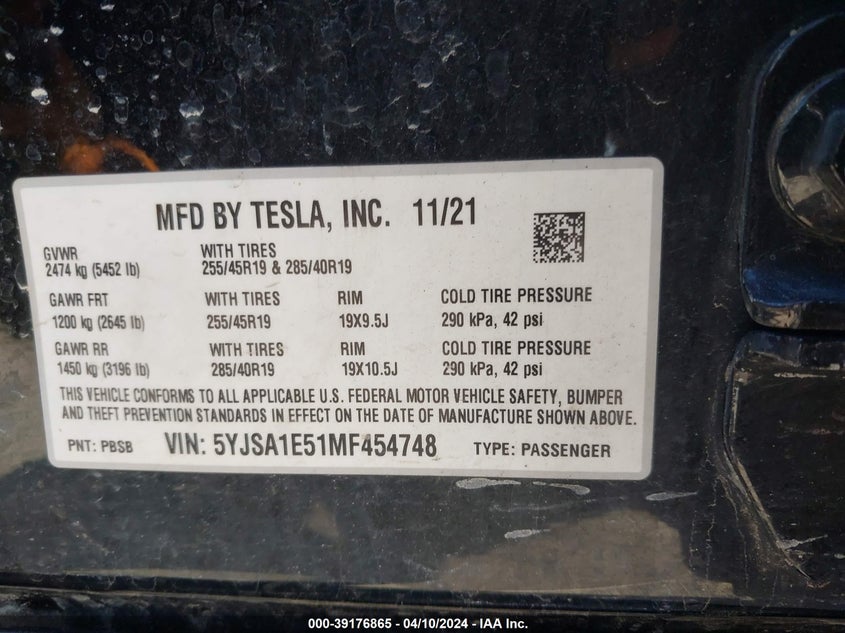 MFD BY TESLA, INC. 11/21
GVWR WITH TIRES
2474 kg (5452 lb) 255/45R19 & 285/40R19
GAWR FRT WITH TIRES RIM COLD TIRE PRESSURE
1200 kg (2645 lb) 255/45R19 19X9.5J 290 kPa, 42 psi
GAWR RR WITH TIRES RIM COLD TIRE PRESSURE
1450 kg (3196 lb) 285/40R19 19X10.5J 290 kPa, 42 psi
THIS VEHICLE CONFORMS TO ALL APPLICABLE U.S. FEDERAL MOTOR VEHICLE SAFETY, BUMPER
AND THEFT PREVENTION STANDARDS IN EFFECT ON THE DATE OF MANUFACTURE SHOWN ABOVE.
PNT: PBSB VIN: 5YJSA1E51MF454748 TYPE: PASSENGER
000-39176865 - 04/10/2024 - IAA Inc.